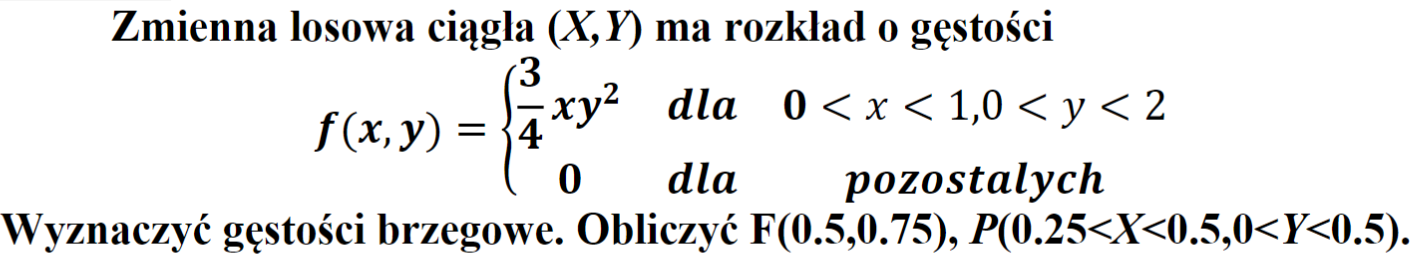 Zmienna losowa ciągła (X,Y) ma rozkład o gęstości
f(x, y) = { 3/4 xy² dla 0 < x < 1,0 < y < 2
0 dla pozostalych
Wyznaczyć gęstości brzegowe. Obliczyć F(0.5,0.75), P(0.25<X<0.5,0<Y<0.5).